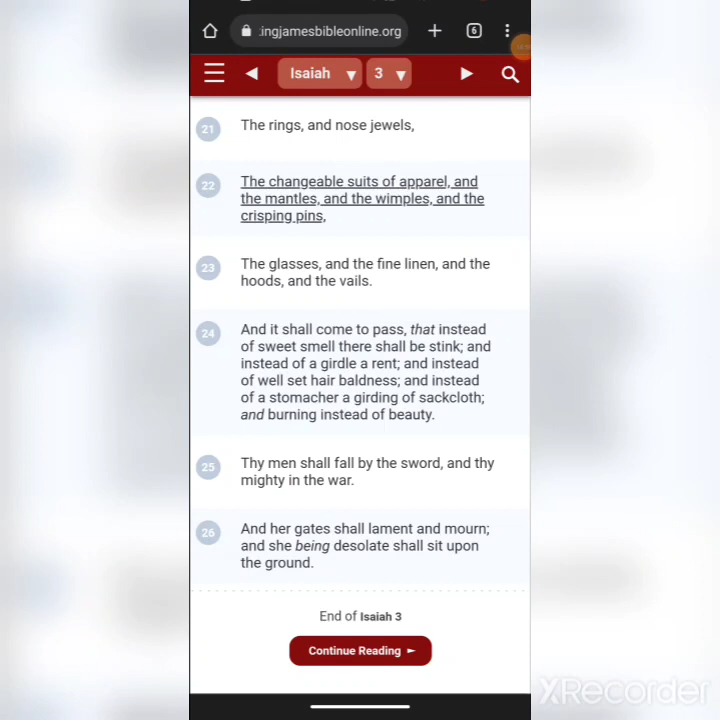 :ingjamesbibleonline.org
6
Isaiah
3
21
The rings, and nose jewels,
22
The changeable suits of apparel, and
the mantles, and the wimples, and the
crisping pins,
23
The glasses, and the fine linen, and the
hoods, and the vails.
24
And it shall come to pass, that instead
of sweet smell there shall be stink; and
instead of a girdle a rent; and instead
of well set hair baldness; and instead
of a stomacher a girding of sackcloth;
and burning instead of beauty.
25
Thy men shall fall by the sword, and thy
mighty in the war.
26
And her gates shall lament and mourn;
and she being desolate shall sit upon
the ground.
End of Isaiah 3
Continue Reading ►
XRecorder